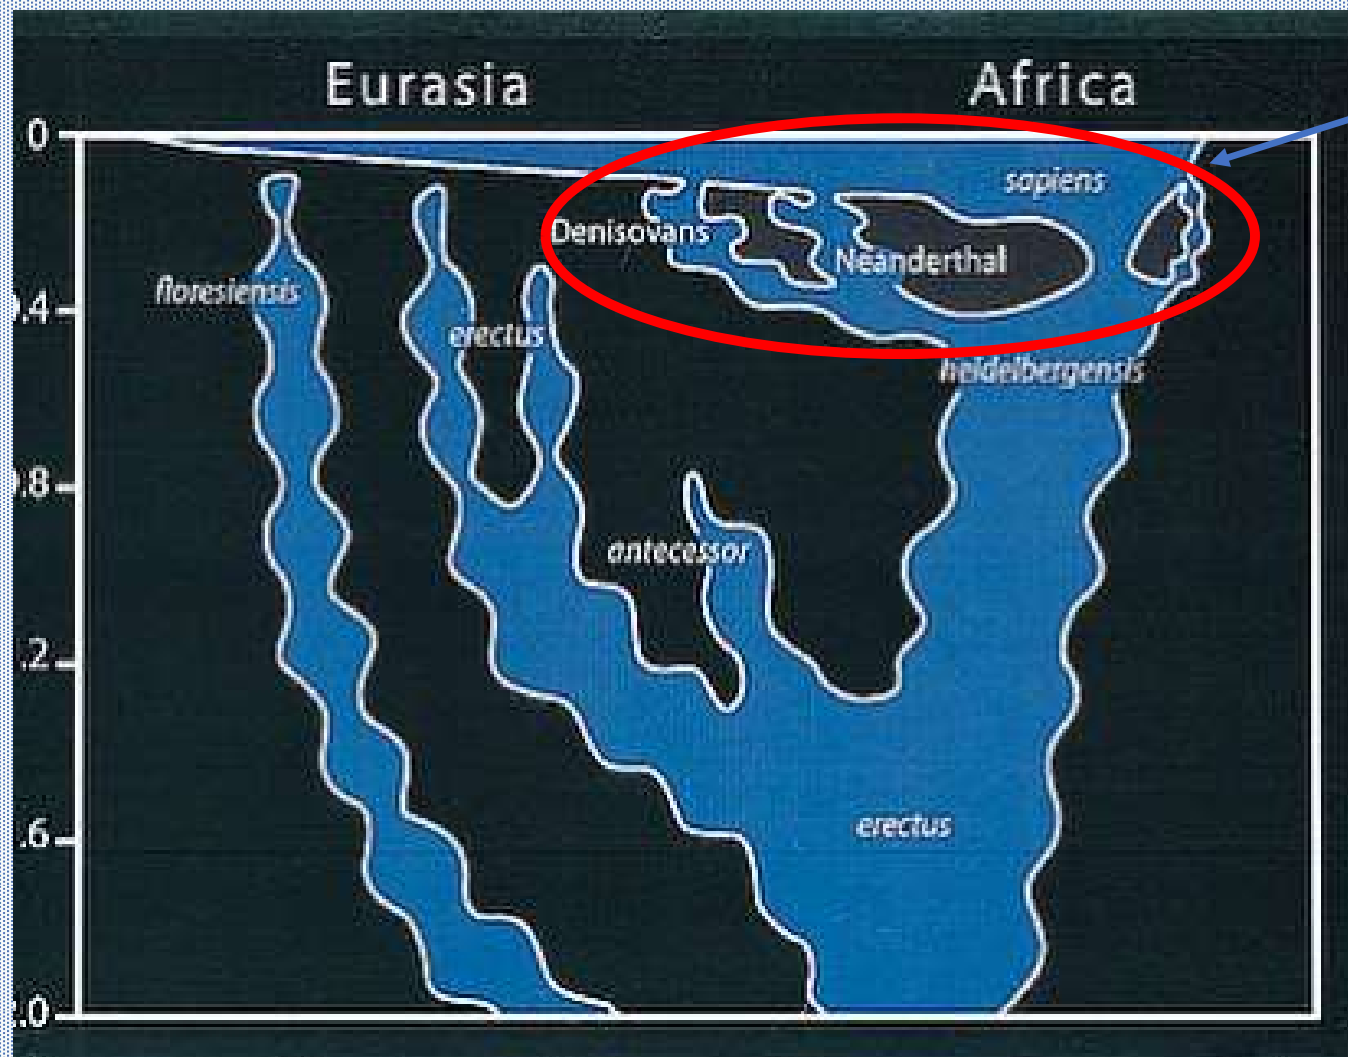 Eurasia Africa
0
sapiens
Denisovans
Neanderthal
floresiensis
.4
erectus
heidelbergensis
.8
antecessor
.2
erectus
.6
.0